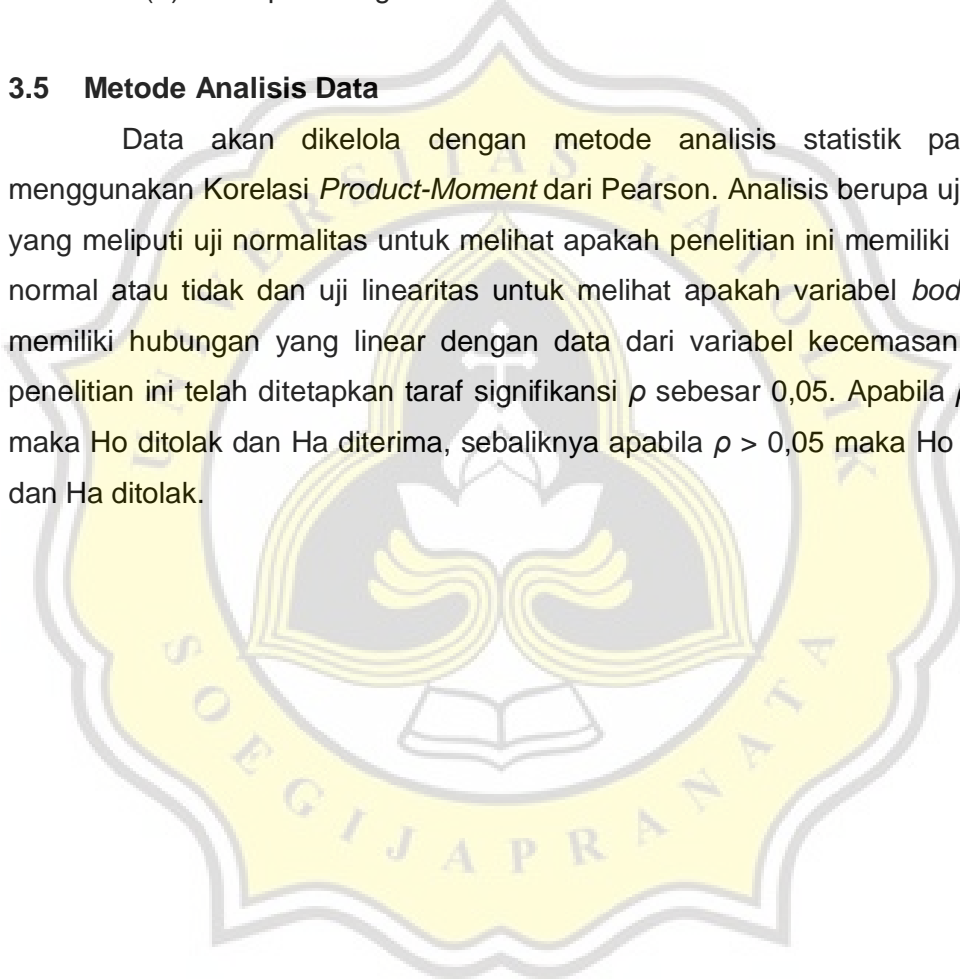 3.5 Metode Analisis Data
Data akan dikelola dengan metode analisis statistik
menggunakan Korelasi Product-Moment dari Pearson. Analisis berupa
yang meliputi uji normalitas untuk melihat apakah penelitian ini memiliki
normal atau tidak dan uji linearitas untuk melihat apakah variabel
memiliki hubungan yang linear dengan data dari variabel kecemasan
penelitian ini telah ditetapkan taraf signifikansi ρ sebesar 0,05. Apabila
maka Ho ditolak dan Ha diterima, sebaliknya apabila ρ > 0,05 maka Ho
dan Ha ditolak.
UNIVERSITAS KATOLIK
SOEGIJAPRANATA